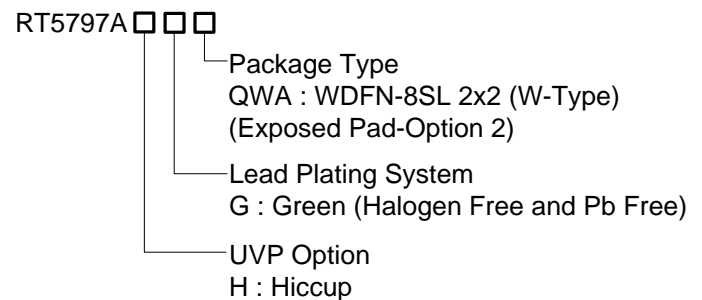 RT5797A
Package Type
QWA : WDFN-8SL 2x2 (W-Type)
(Exposed Pad-Option 2)
Lead Plating System
G : Green (Halogen Free and Pb Free)
UVP Option
H : Hiccup